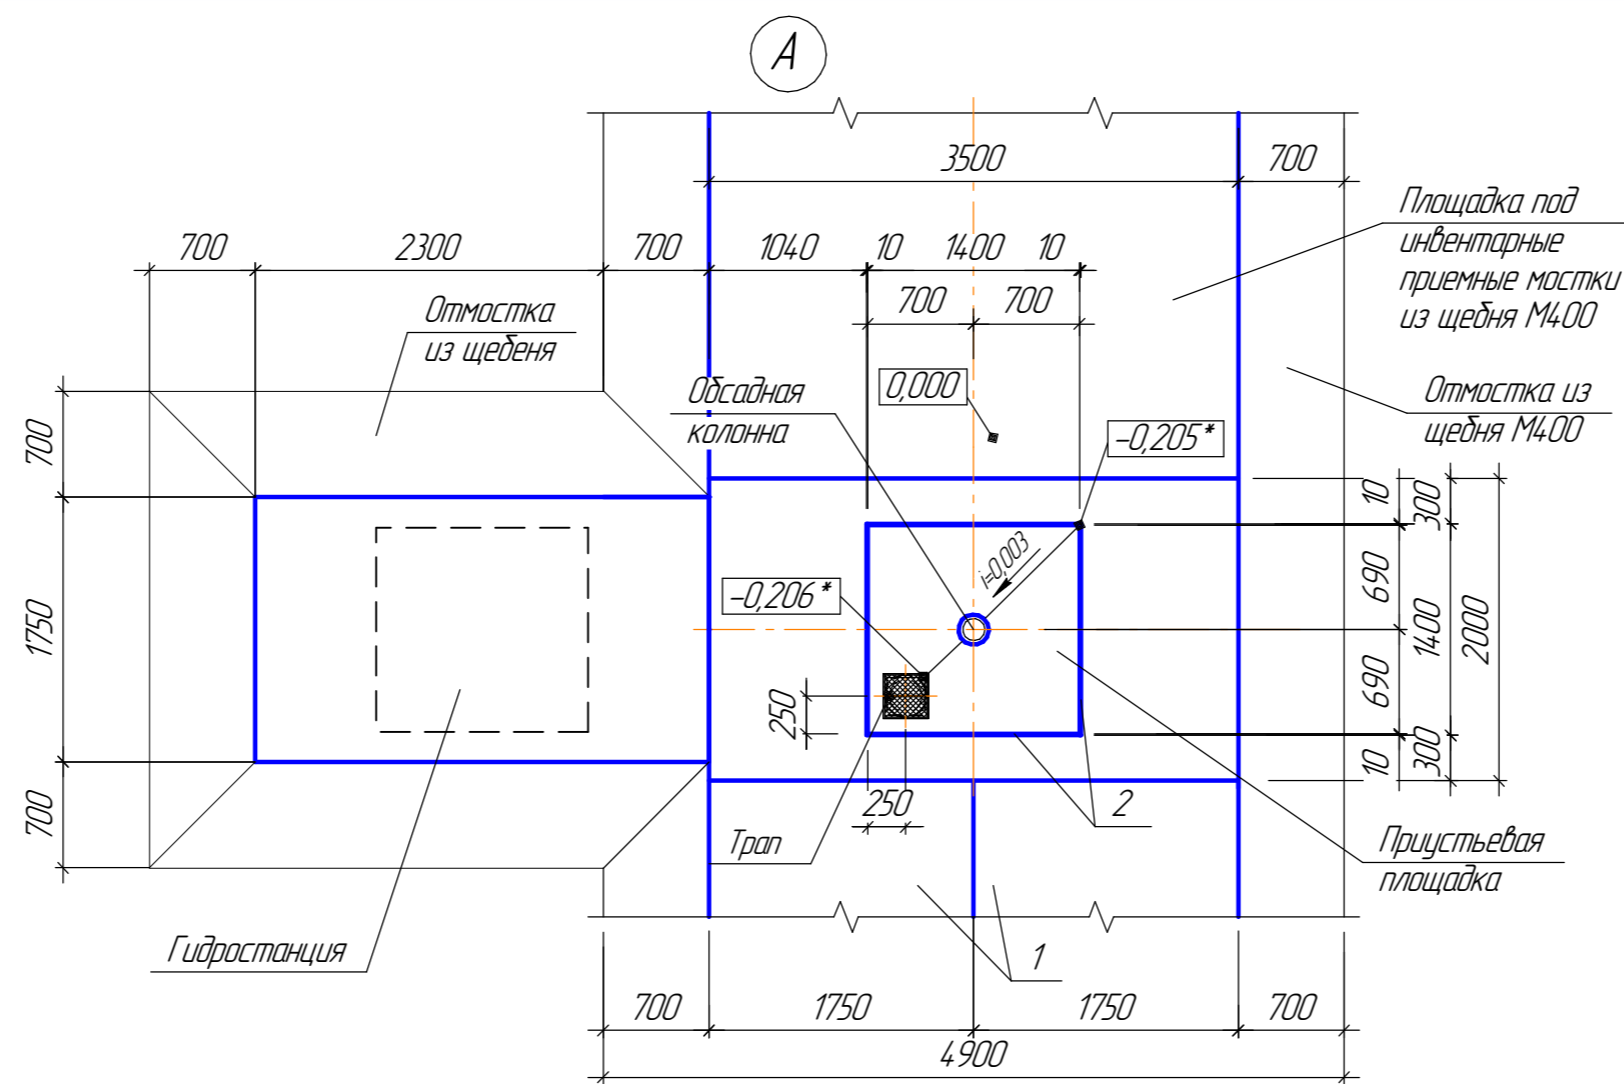 А
3500
700
700
2300
700
1040
10
1400
10
700
700
Площадка под
инвентарные
приемные мостки
из щебня М400
Отмостка
из щебеня
Обсадная
колонна
0,000
-0,205*
Отмостка из
щебня М400
700
1750
700
10
300
690
1400
2000
690
10
300
i=0,003
-0,206*
250
250
Трап
2
Приустьевая
площадка
Гидростанция
1
700
1750
1750
700
4900